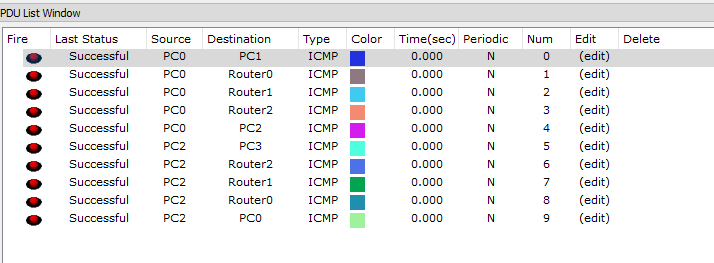 PDU List Window
Fire Last Status Source Destination Type Color Time(sec) Periodic Num Edit Delete
Successful PC0 PC1 ICMP 0.000 N 0 (edit)
Successful PC0 Router0 ICMP 0.000 N 1 (edit)
Successful PC0 Router1 ICMP 0.000 N 2 (edit)
Successful PC0 Router2 ICMP 0.000 N 3 (edit)
Successful PC0 PC2 ICMP 0.000 N 4 (edit)
Successful PC2 PC3 ICMP 0.000 N 5 (edit)
Successful PC2 Router2 ICMP 0.000 N 6 (edit)
Successful PC2 Router1 ICMP 0.000 N 7 (edit)
Successful PC2 Router0 ICMP 0.000 N 8 (edit)
Successful PC2 PC0 ICMP 0.000 N 9 (edit)